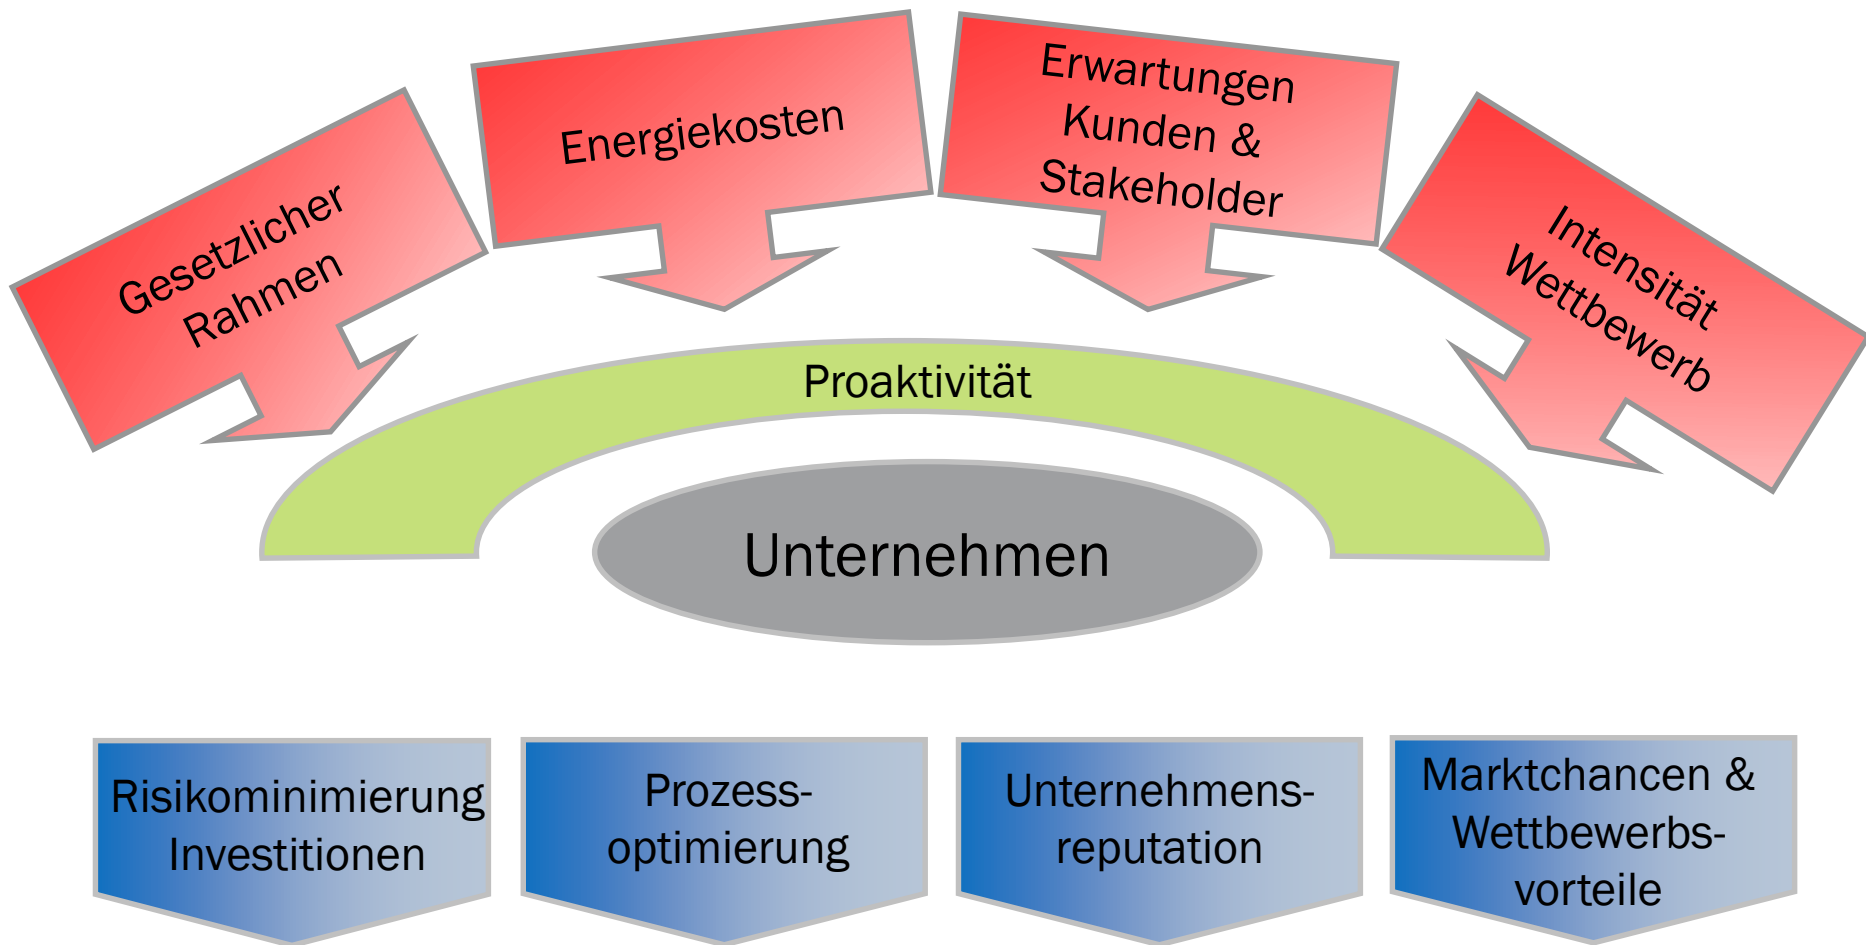 Gesetzlicher
Rahmen
Energiekosten
Erwartungen
Kunden &
Stakeholder
Intensität
Wettbewerb
Proaktivität
Unternehmen
Risikominimierung
Investitionen
Prozess-
optimierung
Unternehmens-
reputation
Marktchancen &
Wettbewerbs-
vorteile